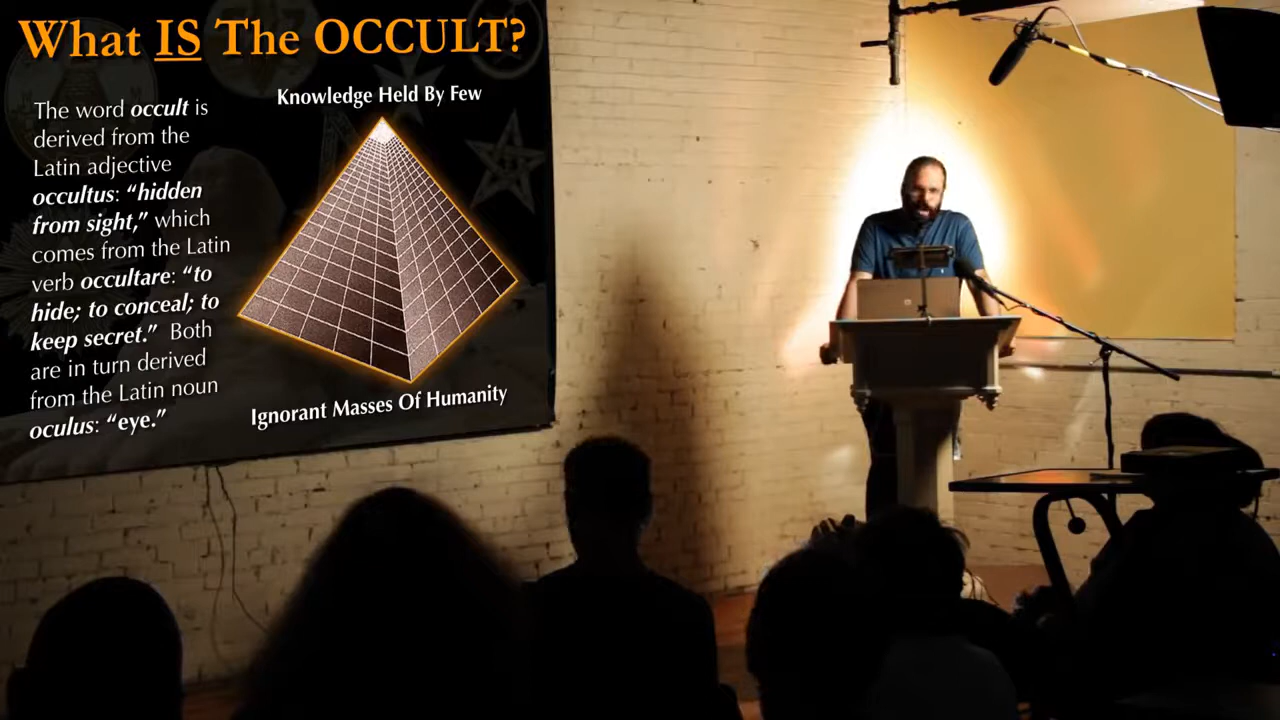 What IS The OCCULT?
The word occult is
derived from the
Latin adjective
occultus: “hidden
from sight,” which
comes from the Latin
verb occultare: “to
hide; to conceal; to
keep secret.” Both
are in turn derived
from the Latin noun
oculus: “eye.”
Knowledge Held By Few
Ignorant Masses Of Humanity